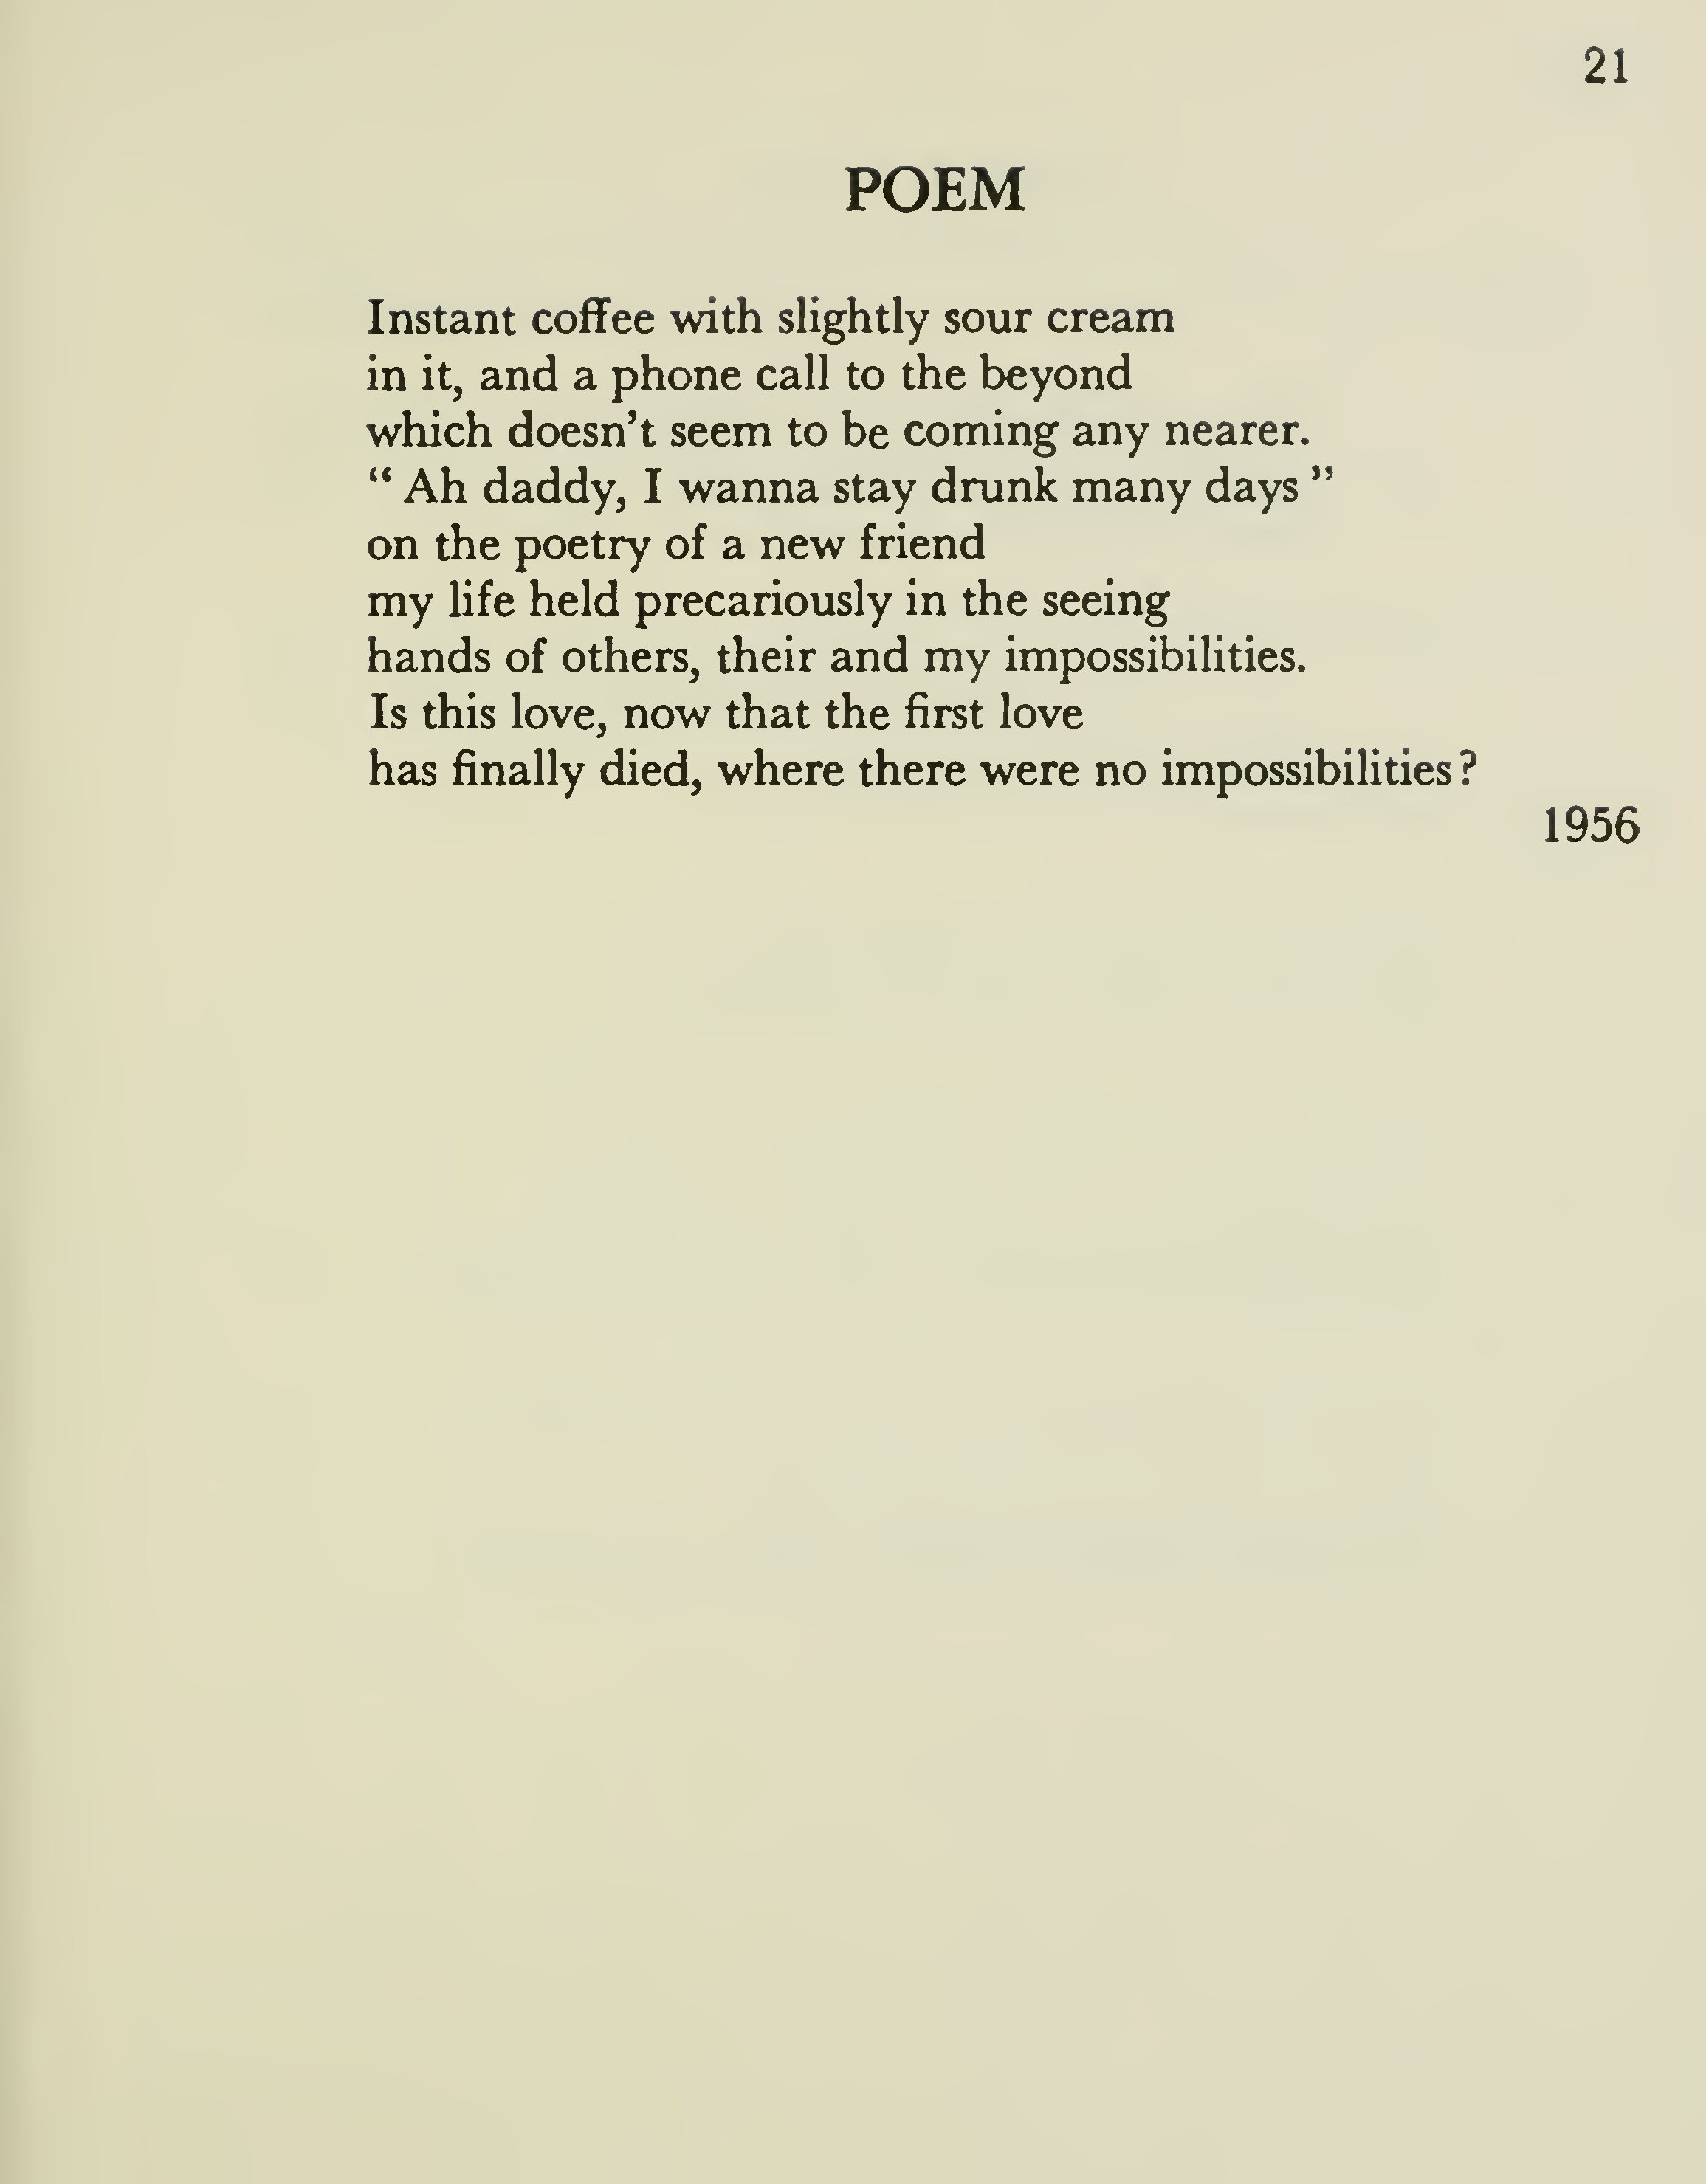 21
POEM
Instant coffee with slightly sour cream
in it, and a phone call to the beyond
which doesn't seem to be coming any nearer.
“ Ah daddy, I wanna stay drunk many days ”
on the poetry of a new friend
my life held precariously in the seeing
hands of others, their and my impossibilities.
Is this love, now that the first love
has finally died, where there were no impossibilities?
1956